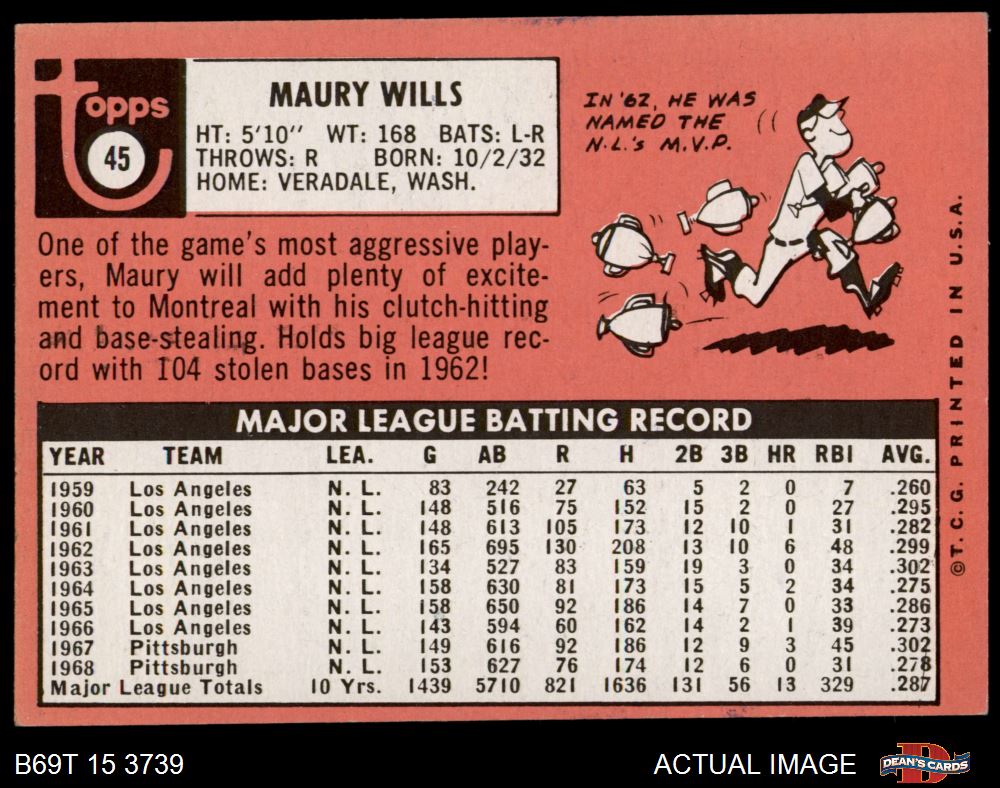 topps
45
MAURY WILLS
HT: 5'10" WT: 168 BATS: L-R
THROWS: R BORN: 10/2/32
HOME: VERADALE, WASH.
IN '62, HE WAS
NAMED THE
N.L.'s M.V.P.
One of the game's most aggressive play-
ers, Maury will add plenty of excite-
ment to Montreal with his clutch-hitting
and base-stealing. Holds big league rec-
ord with 104 stolen bases in 1962!
MAJOR LEAGUE BATTING RECORD
YEAR TEAM LEA. G AB R H 2B 3B HR RBI AVG.
1959 Los Angeles N. L. 83 242 27 63 5 2 0 7 .260
1960 Los Angeles N. L. 148 516 75 152 15 2 0 27 .295
1961 Los Angeles N. L. 148 613 105 173 12 10 1 31 .282
1962 Los Angeles N. L. 165 695 130 208 13 10 6 48 .299
1963 Los Angeles N. L. 134 527 83 159 19 3 0 34 .302
1964 Los Angeles N. L. 158 630 81 173 15 5 2 34 .275
1965 Los Angeles N. L. 158 650 92 186 14 7 0 33 .286
1966 Los Angeles N. L. 143 594 60 162 14 2 1 39 .273
1967 Pittsburgh N. L. 149 616 92 186 12 9 3 45 .302
1968 Pittsburgh N. L. 153 627 76 174 12 6 0 31 .278
Major League Totals 10 Yrs. 1439 5710 821 1636 131 56 13 329 .287
©T. C. G. PRINTED IN U.S.A.
B69T 15 3739
ACTUAL IMAGE
DEAN'S CARDS